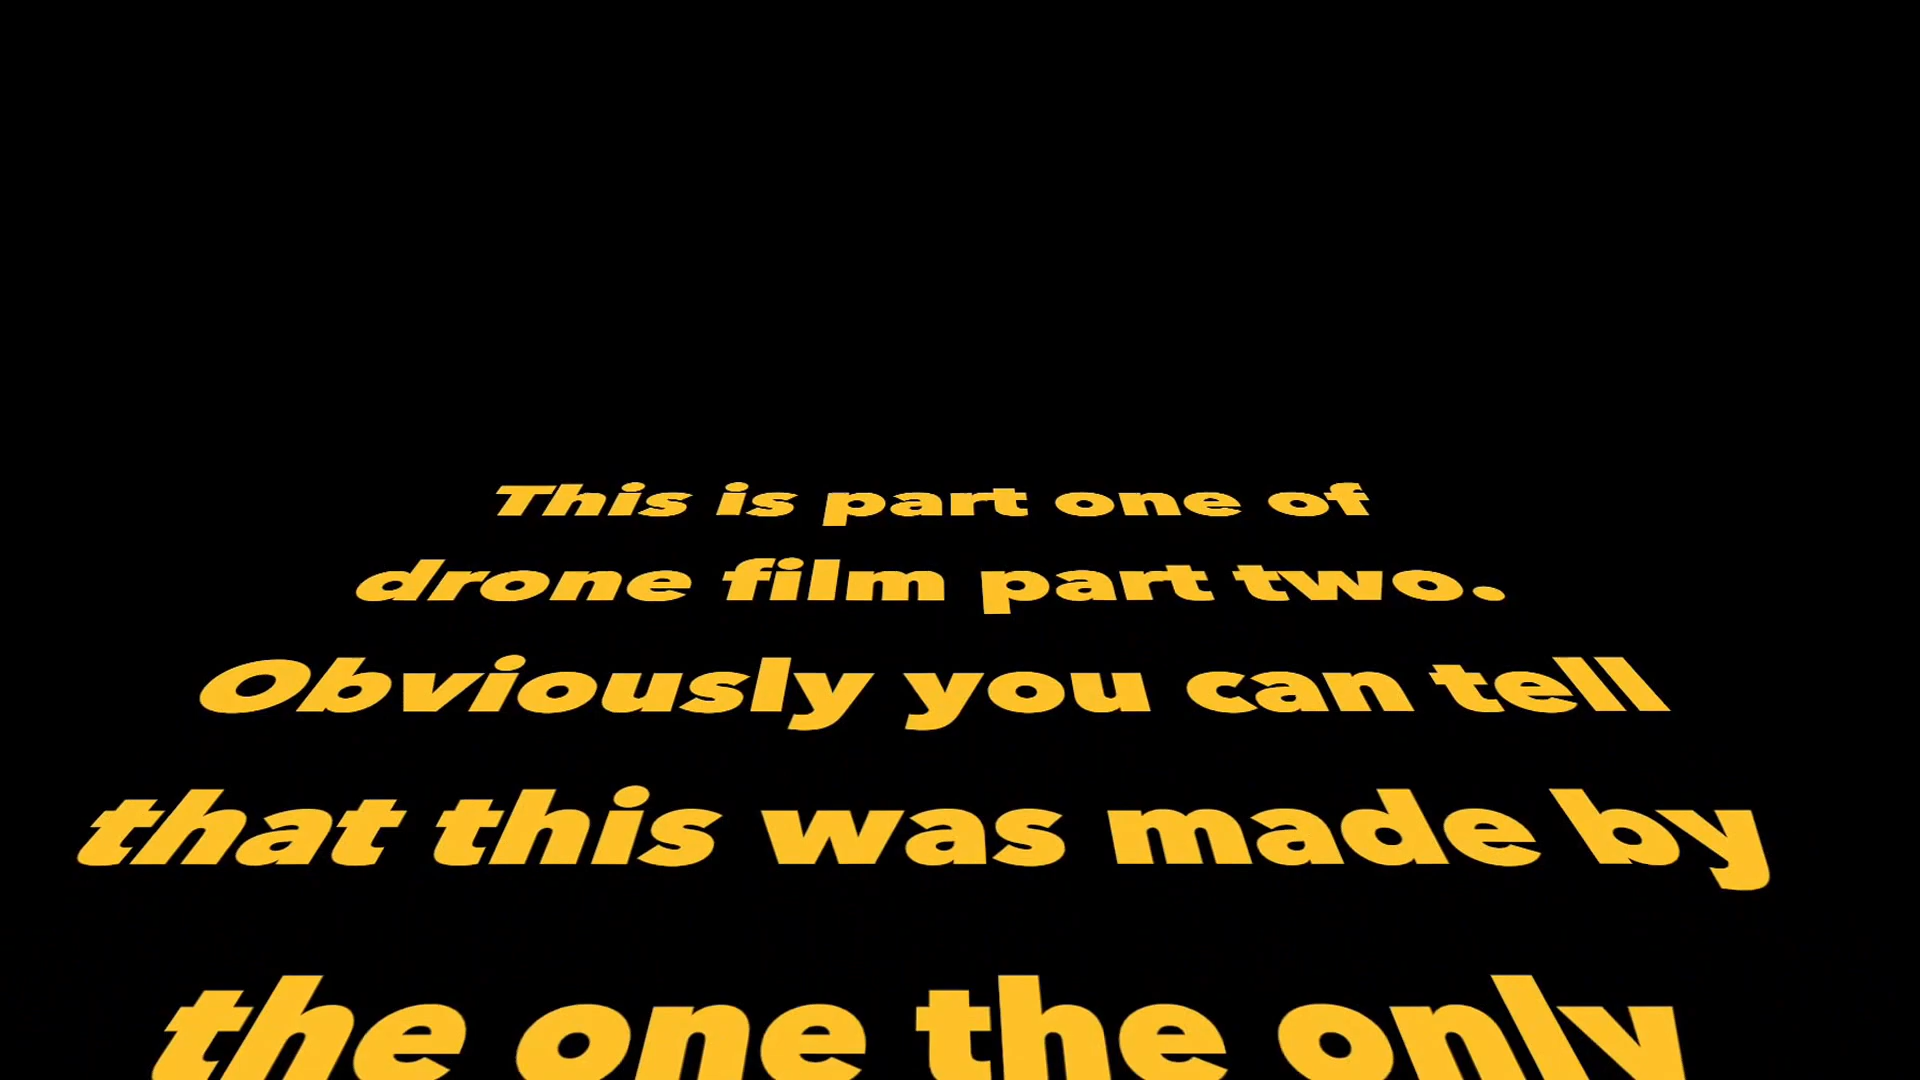 This is part one of
drone film part two.
Obviously you can tell
that this was made by
the one the only